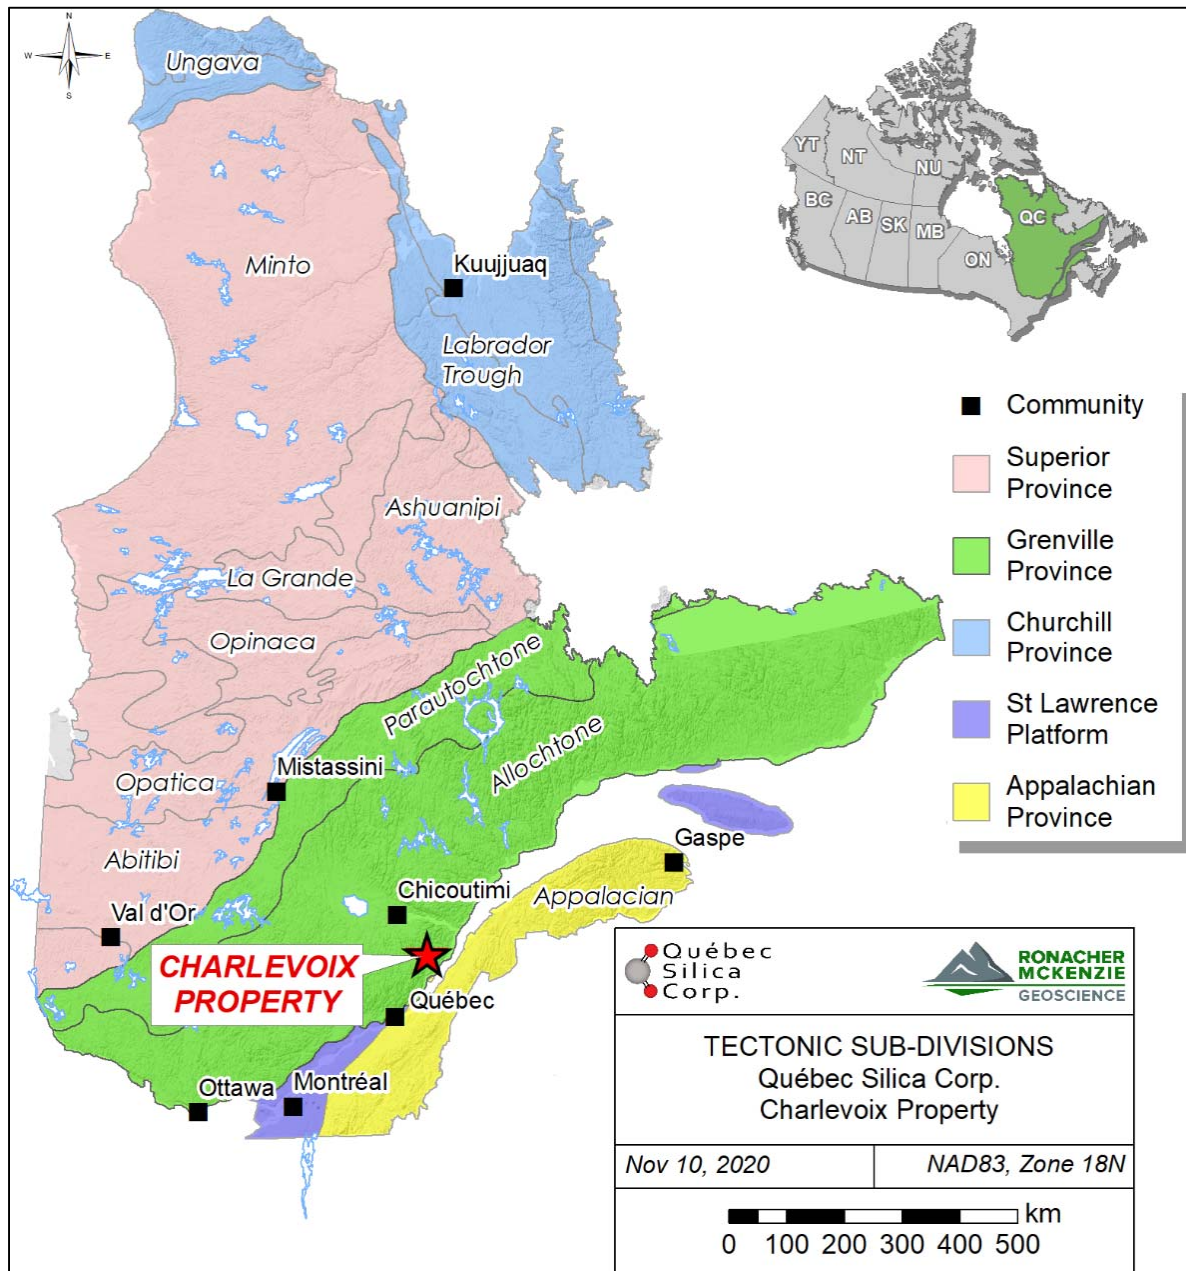 N
W
E
S
Ungava
Minto
Kuujjuaq
Labrador
Trough
Ashuanipi
La Grande
Opinaca
Parautochtone
Allochtone
Mistassini
Opatica
Abitibi
Val d'Or
Chicoutimi
Gaspe
Appalacian
CHARLEVOIX
PROPERTY
Québec
Ottawa
Montréal
YT
NT
NU
BC
AB
SK
MB
ON
QC
Community
Superior
Province
Grenville
Province
Churchill
Province
St Lawrence
Platform
Appalachian
Province
Québec
Silica
Corp.
RONACHER
MCKENZIE
GEOSCIENCE
TECTONIC SUB-DIVISIONS
Québec Silica Corp.
Charlevoix Property
Nov 10, 2020
NAD83, Zone 18N
km
0 100 200 300 400 500